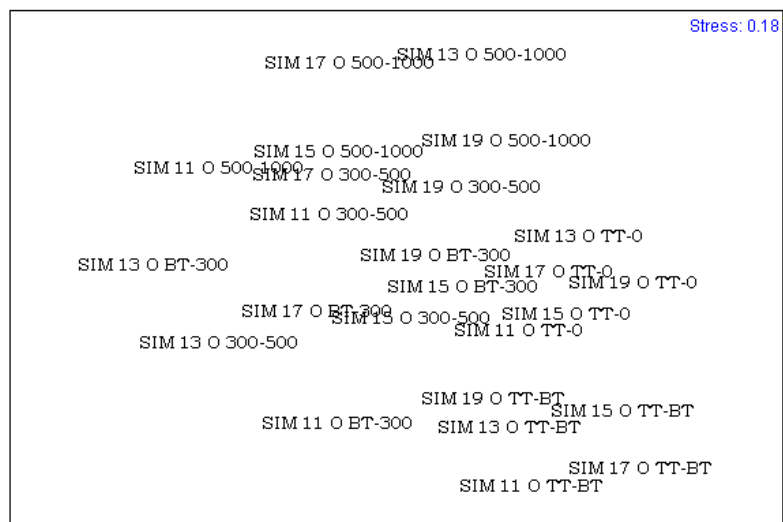 Stress: 0.18
SIM 13 O 500-1000
SIM 17 O 500-1000
SIM 19 O 500-1000
SIM 15 O 500-1000
SIM 11 O 500-1000
SIM 17 O 300-500
SIM 19 O 300-500
SIM 11 O 300-500
SIM 13 O TT-0
SIM 19 O BT-300
SIM 13 O BT-300
SIM 17 O TT-0
SIM 19 O TT-0
SIM 15 O BT-300
SIM 17 O BT-300
SIM 15 O 300-500
SIM 15 O TT-0
SIM 11 O TT-0
SIM 13 O 300-500
SIM 19 O TT-BT
SIM 15 O TT-BT
SIM 11 O BT-300
SIM 13 O TT-BT
SIM 17 O TT-BT
SIM 11 O TT-BT